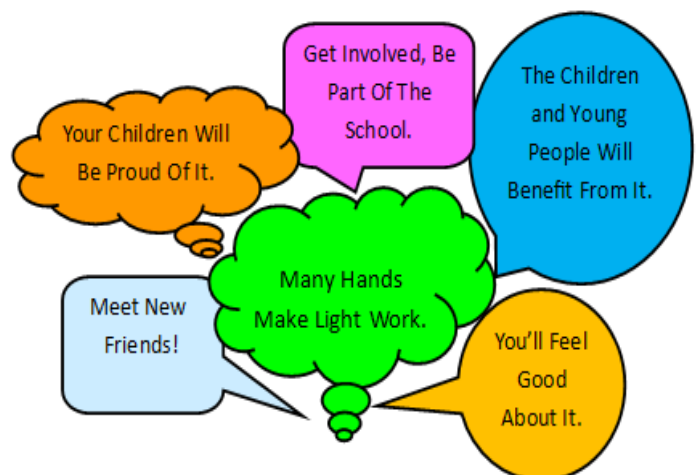 Get Involved, Be
Part Of The
School.
The Children
and Young
People Will
Benefit From It.
Your Children Will
Be Proud Of It.
Many Hands
Make Light Work.
Meet New
Friends!
You’ll Feel
Good
About It.